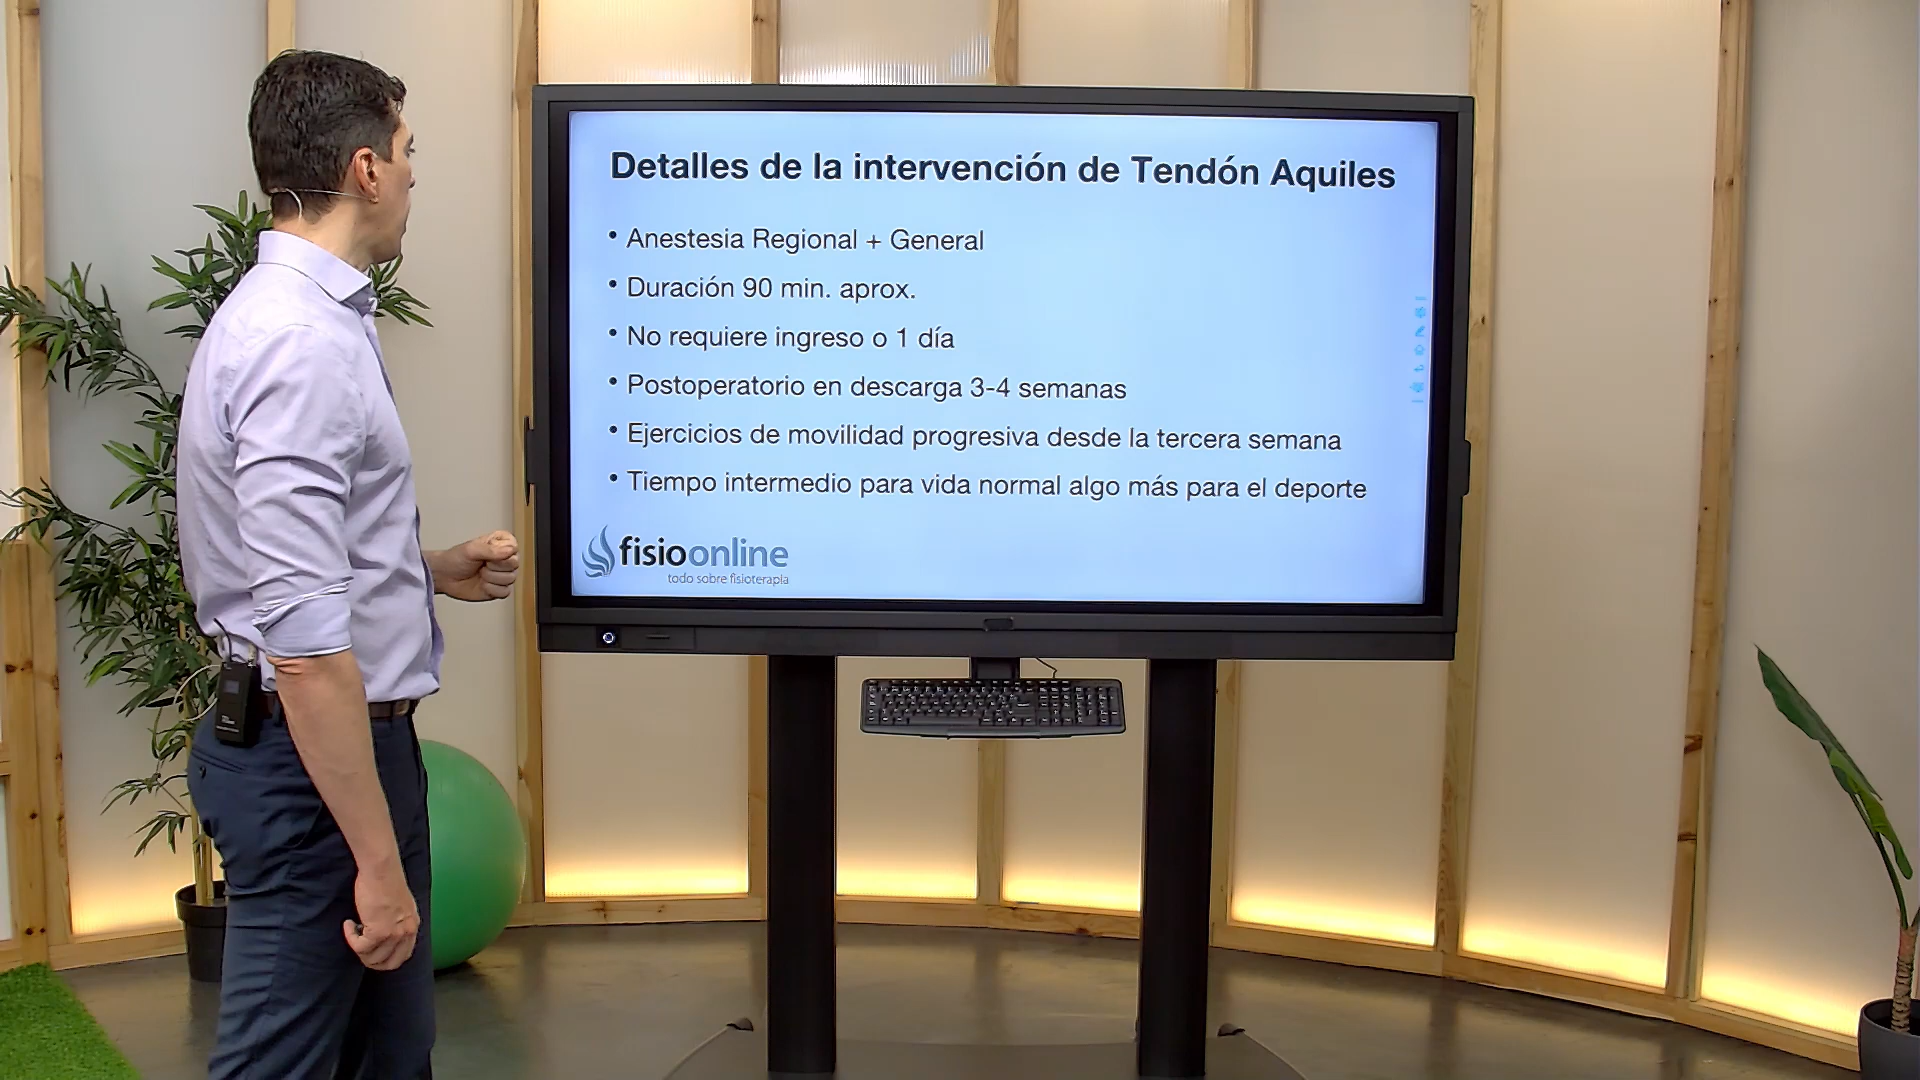 Detalles de la intervención de Tendón Aquiles
• Anestesia Regional + General
• Duración 90 min. aprox.
• No requiere ingreso o 1 día
• Postoperatorio en descarga 3-4 semanas
• Ejercicios de movilidad progresiva desde la tercera semana
• Tiempo intermedio para vida normal algo más para el deporte
fisioonline
todo sobre fisioterapia